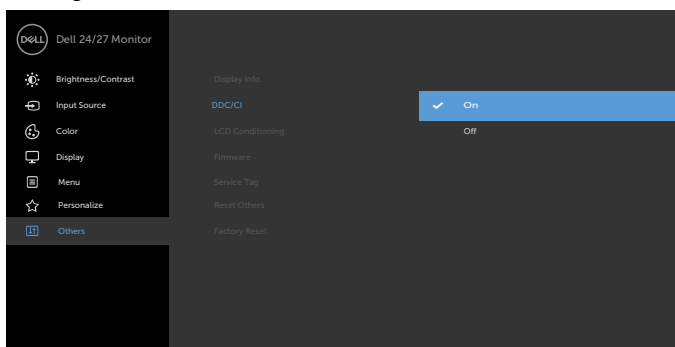 DELL Dell 24/27 Monitor
Brightness/Contrast
Input Source
Color
Display
Menu
Personalize
Others
Display Info
DDC/CI
LCD Conditioning
Firmware
Service Tag
Reset Others
Factory Reset
On
Off